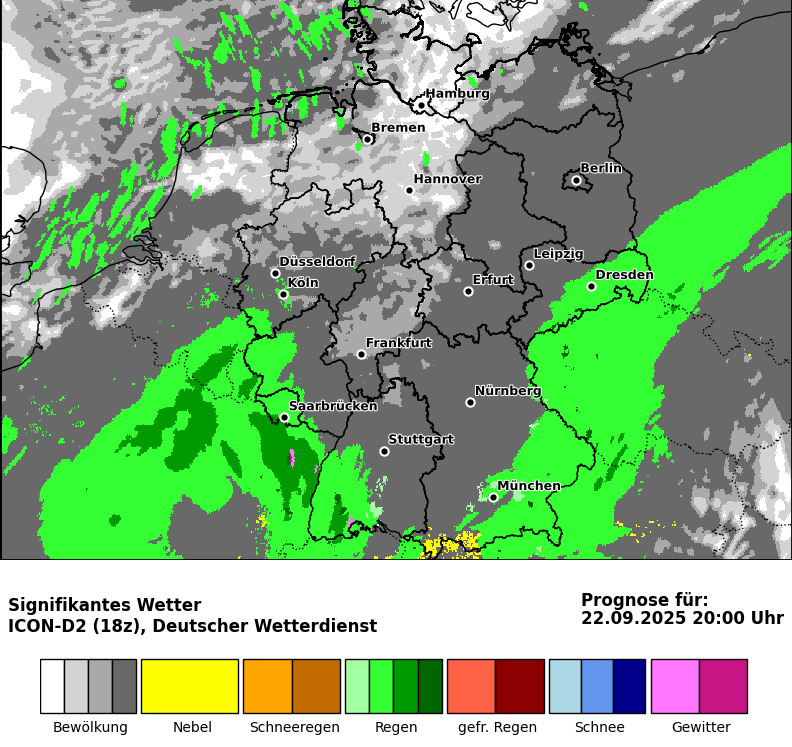 Hamburg
Bremen
Berlin
Hannover
Leipzig
Düsseldorf
Dresden
Köln
Erfurt
Frankfurt
Nürnberg
Saarbrücken
Stuttgart
München
Signifikantes Wetter
ICON-D2 (18z), Deutscher Wetterdienst
Prognose für:
22.09.2025 20:00 Uhr
Bewölkung Nebel Schneeregen Regen gefr. Regen Schnee Gewitter